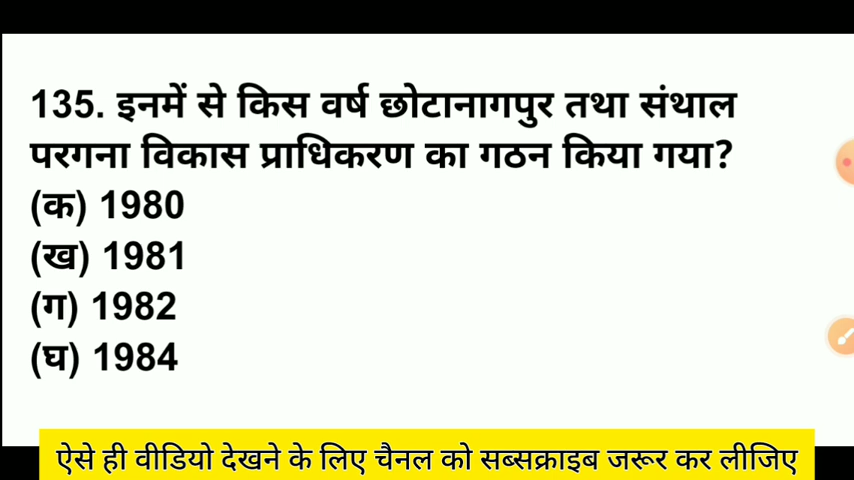 135. इनमें से किस वर्ष छोटानागपुर तथा संथाल
परगना विकास प्राधिकरण का गठन किया गया?
(क) 1980
(ख) 1981
(ग) 1982
(घ) 1984
ऐसे ही वीडियो देखने के लिए चैनल को सब्सक्राइब जरूर कर लीजिए